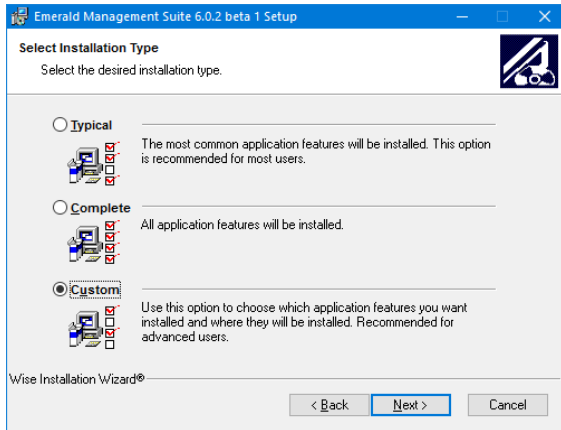 Emerald Management Suite 6.0.2 beta 1 Setup
Select Installation Type
Select the desired installation type.
Typical
The most common application features will be installed. This option
is recommended for most users.
Complete
All application features will be installed.
Custom
Use this option to choose which application features you want
installed and where they will be installed. Recommended for
advanced users.
Wise Installation Wizard®
< Back
Next >
Cancel